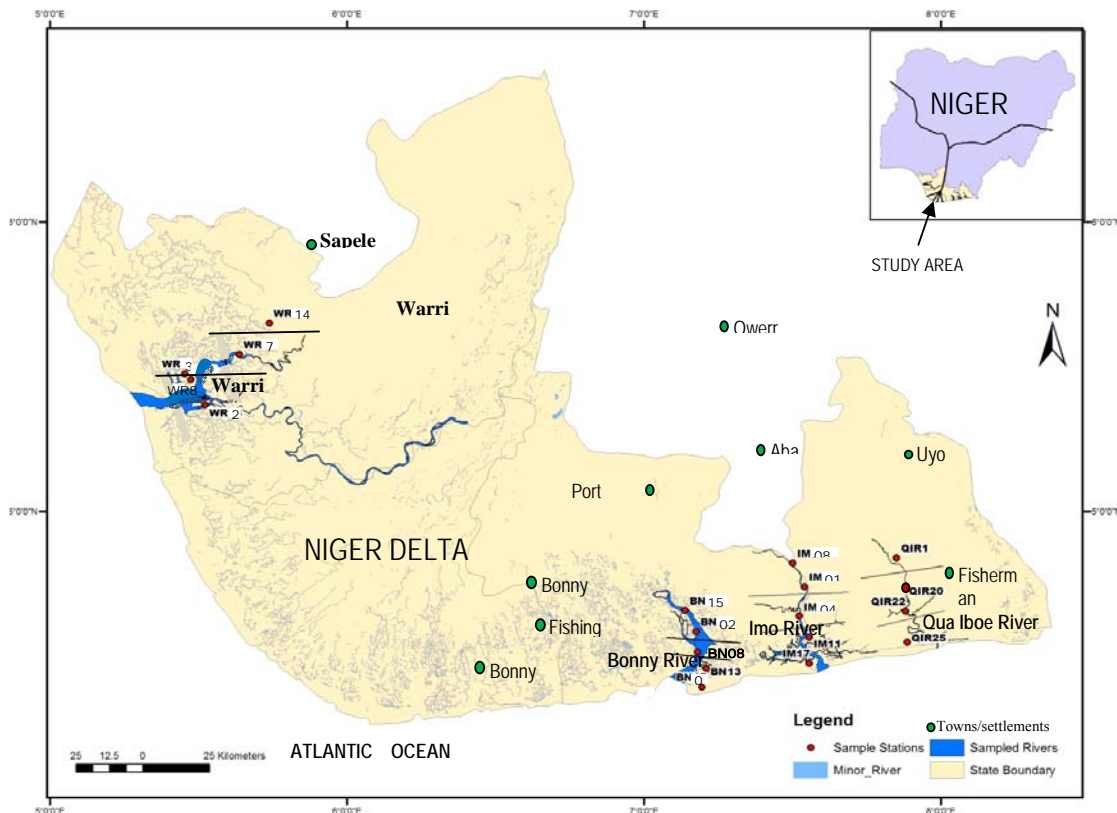 5°0'0"E 6°0'0"E 7°0'0"E 8°0'0"E
NIGER
STUDY AREA
N
Sapele
Warri
WR 14
WR 7
WR 3
WR8
Warri
WR 2
Owerr
Aba
Uyo
Port
NIGER DELTA
5°0'0"N
5°0'0"N
IM 08
QIR1
IM 01
Fisherm
an
QIR20
Bonny
BN 15
IM 04
QIR22
Fishing
BN 02
Imo River
Qua Iboe River
IM11
QIR25
Bonny River
BN08
IM17
Bonny
BN13
BN
0
ATLANTIC OCEAN
25 12.5 0 25 Kilometers
Legend
Towns/settlements
Sample Stations
Sampled Rivers
Minor_River
State Boundary
5°0'0"E 6°0'0"E 7°0'0"E 8°0'0"E